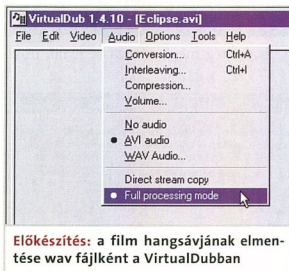 VirtualDub 1.4.10 - [Eclipse.avi]
File Edit Video Audio Options Tools Help
Conversion... Ctrl+A
Interleaving... Ctrl+I
Compression...
Volume...
No audio
AVI audio
WAV Audio...
Direct stream copy
Full processing mode
Előkészítés: a film hangsávjának elmen-
tése wav fájlként a VirtualDubban